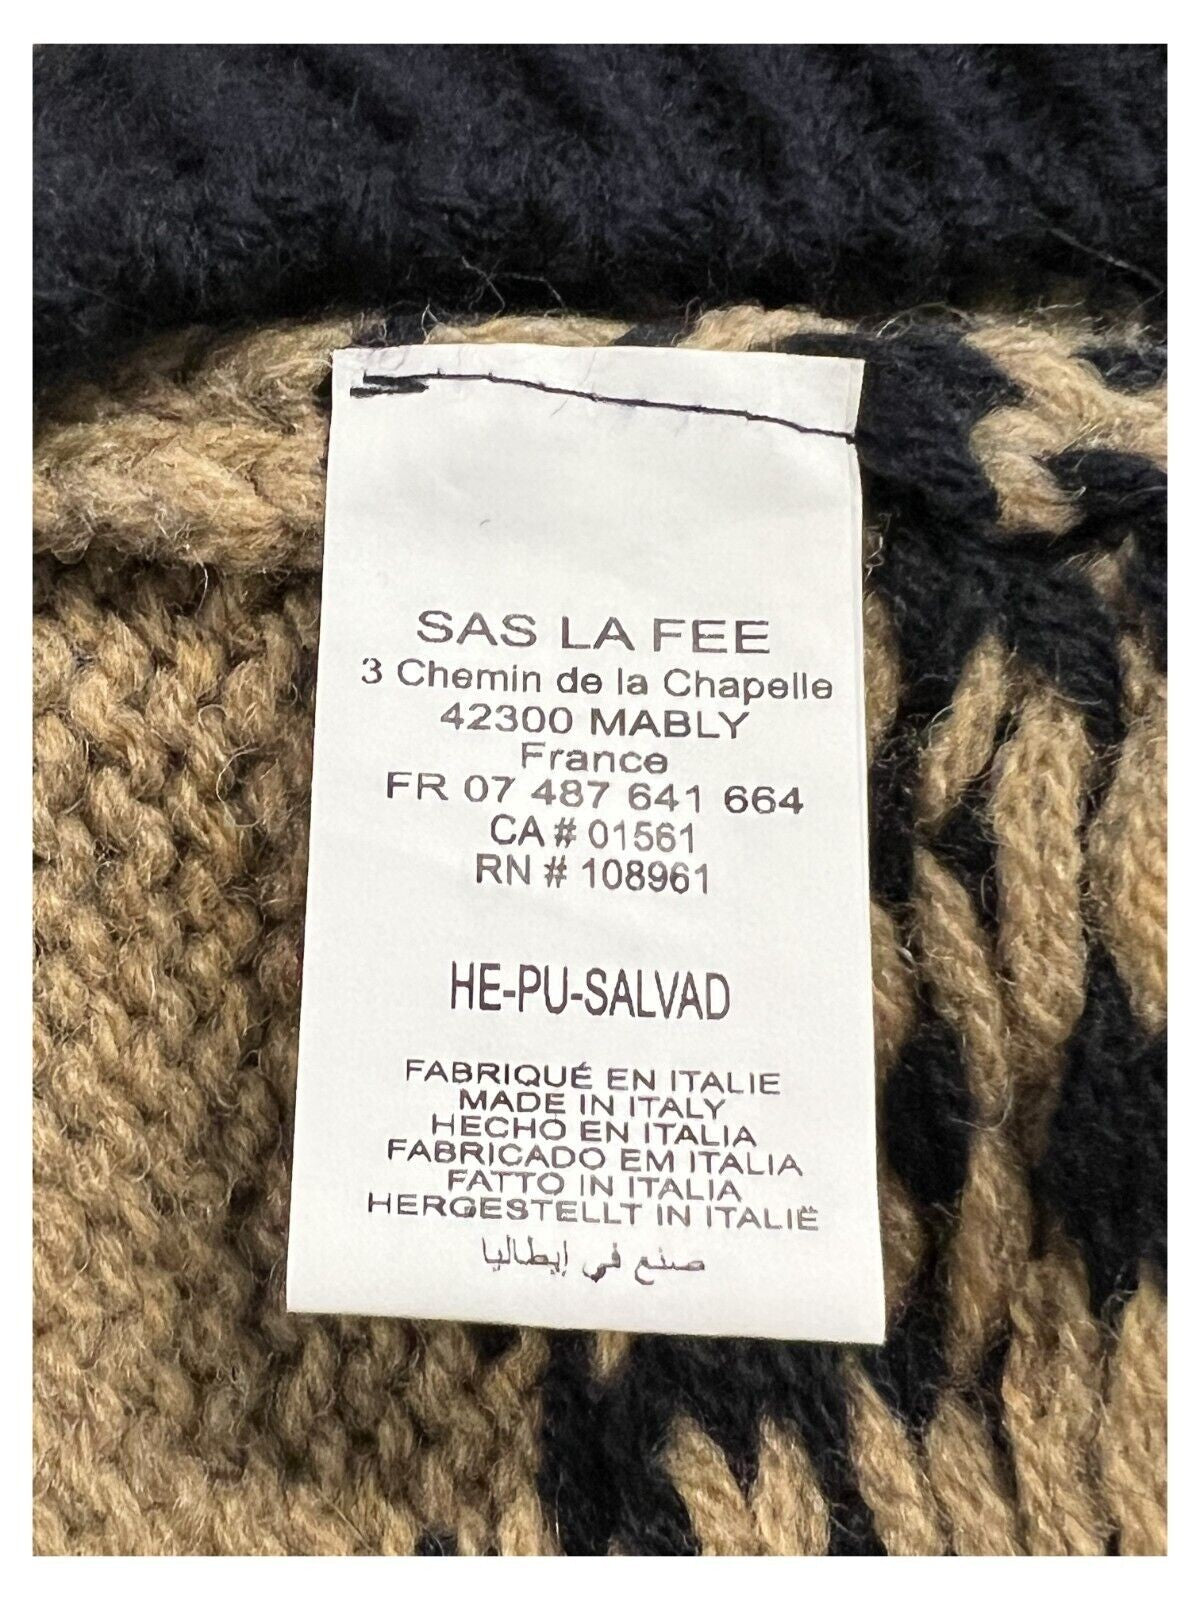 SAS LA FEE
3 Chemin de la Chapelle
42300 MABLY
France
FR 07 487 641 664
CA # 01561
RN # 108961
HE-PU-SALVAD
FABRIQUÉ EN ITALIE
MADE IN ITALY
HECHO EN ITALIA
FABRICADO EM ITALIA
FATTO IN ITALIA
HERGESTELLT IN ITALIË
صنع في إيطاليا